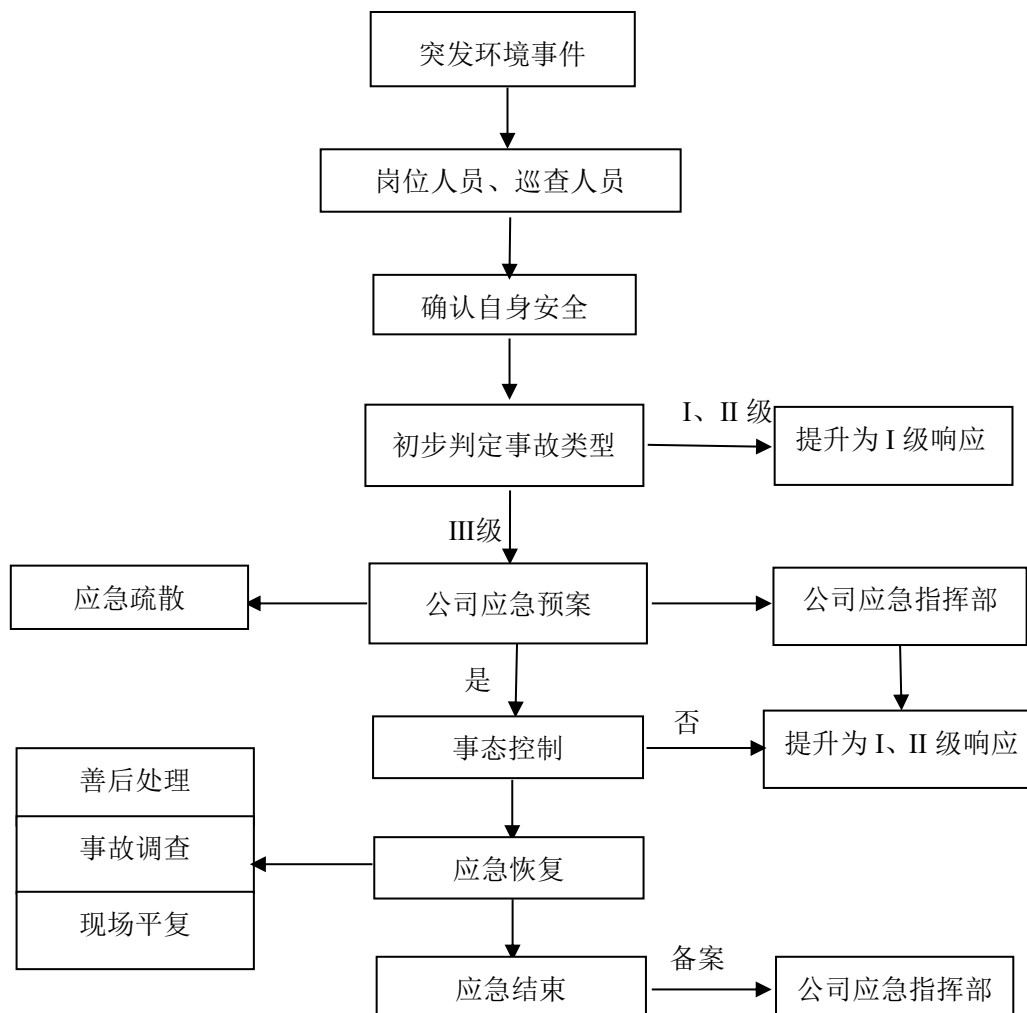 突发环境事件
岗位人员、巡查人员
确认自身安全
I、II 级
初步判定事故类型
提升为 I 级响应
III级
应急疏散
公司应急预案
公司应急指挥部
是
否
事态控制
提升为 I、II 级响应
善后处理
事故调查
应急恢复
现场平复
备案
应急结束
公司应急指挥部